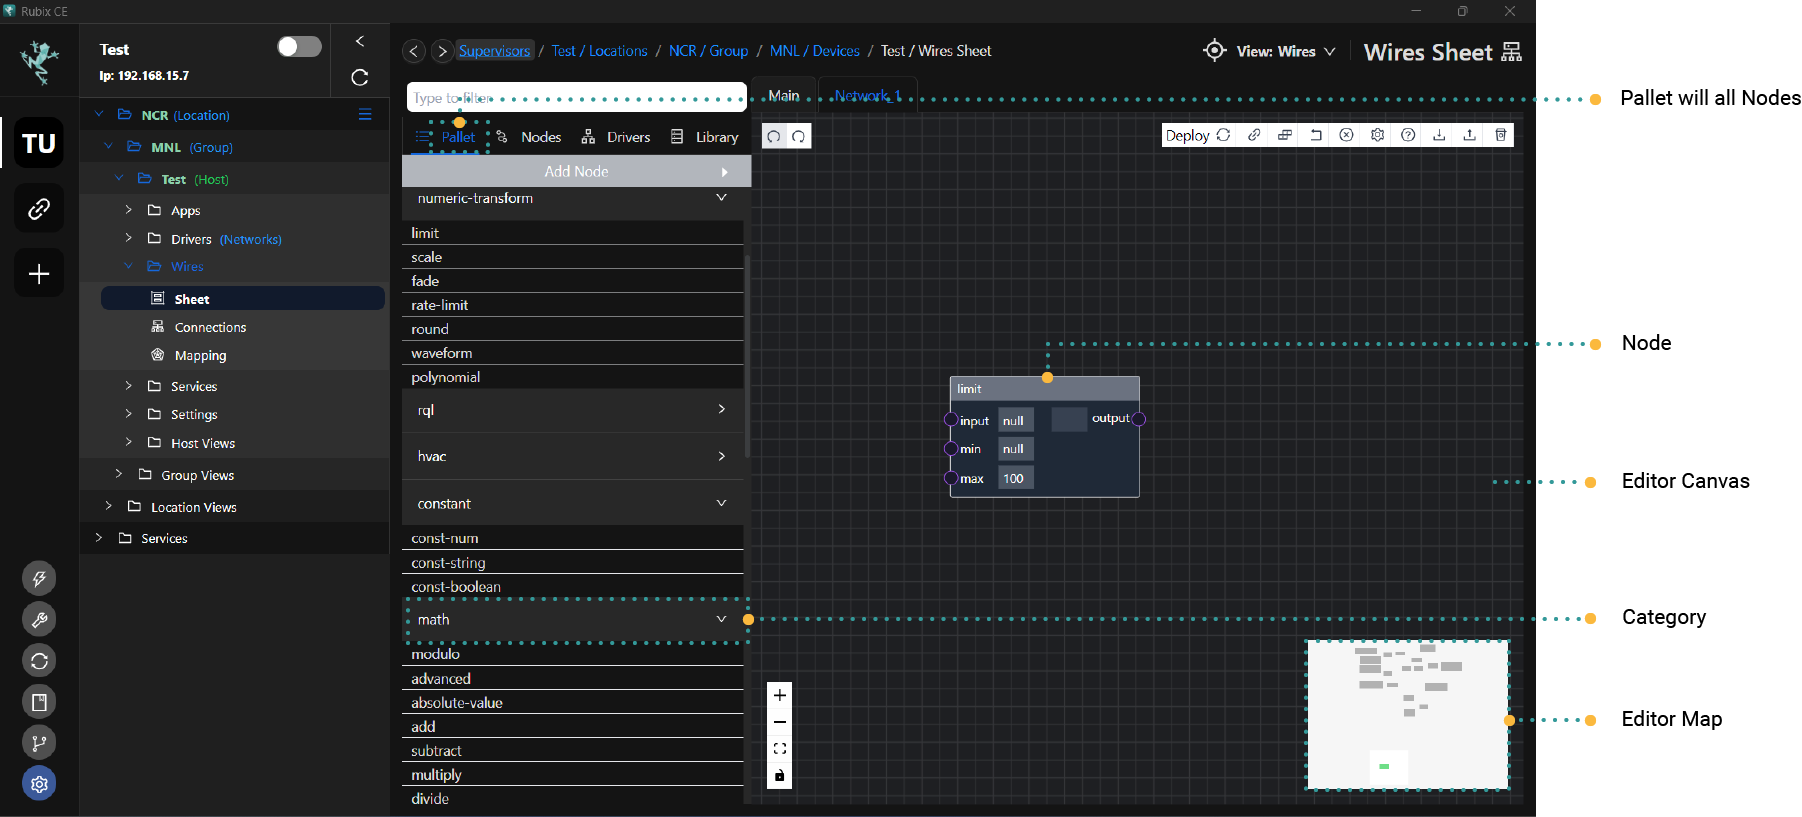 Rubix CE
Test
Ip: 192.168.15.7
TU
NCR (Location)
MNL (Group)
Test (Host)
Apps
Drivers (Networks)
Wires
Sheet
Connections
Mapping
Services
Settings
Host Views
Group Views
Location Views
Services
Supervisors / Test / Locations / NCR / Group / MNL / Devices / Test / Wires Sheet
View: Wires
Wires Sheet
Type to filter
Main
Network_1
Pallet
Nodes
Drivers
Library
Add Node
numeric-transform
limit
scale
fade
rate-limit
round
waveform
polynomial
rql
hvac
constant
const-num
const-string
const-boolean
math
modulo
advanced
absolute-value
add
subtract
multiply
divide
Deploy
limit
input null output
min null
max 100
Pallet will all Nodes
Node
Editor Canvas
Category
Editor Map